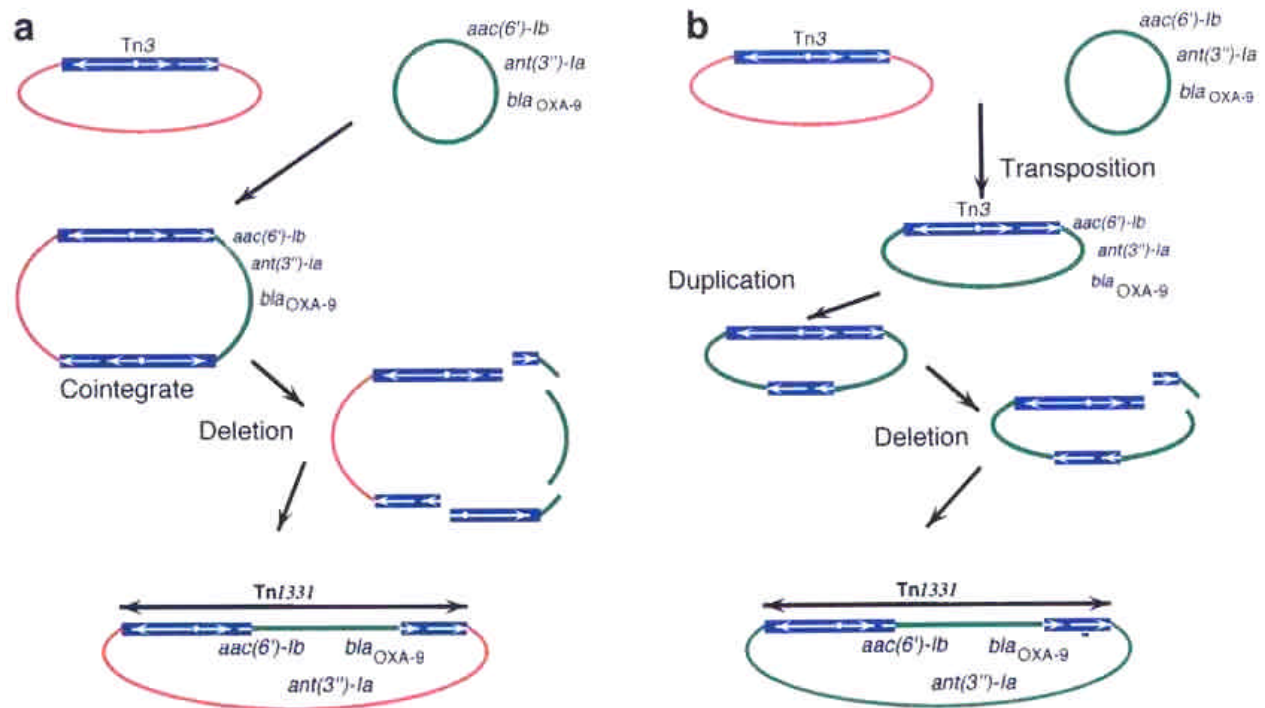 a
Tn3
aac(6')-Ib
ant(3")-Ia
bla OXA-9
aac(6')-Ib
ant(3")-Ia
bla OXA-9
Cointegrate
Deletion
Tn1331
aac(6')-Ib
bla OXA-9
ant(3")-Ia
b
Tn3
aac(6')-Ib
ant(3")-Ia
bla OXA-9
Transposition
Tn3
aac(6')-Ib
ant(3")-Ia
bla OXA-9
Duplication
Deletion
Tn1331
aac(6')-Ib
bla OXA-9
ant(3")-Ia